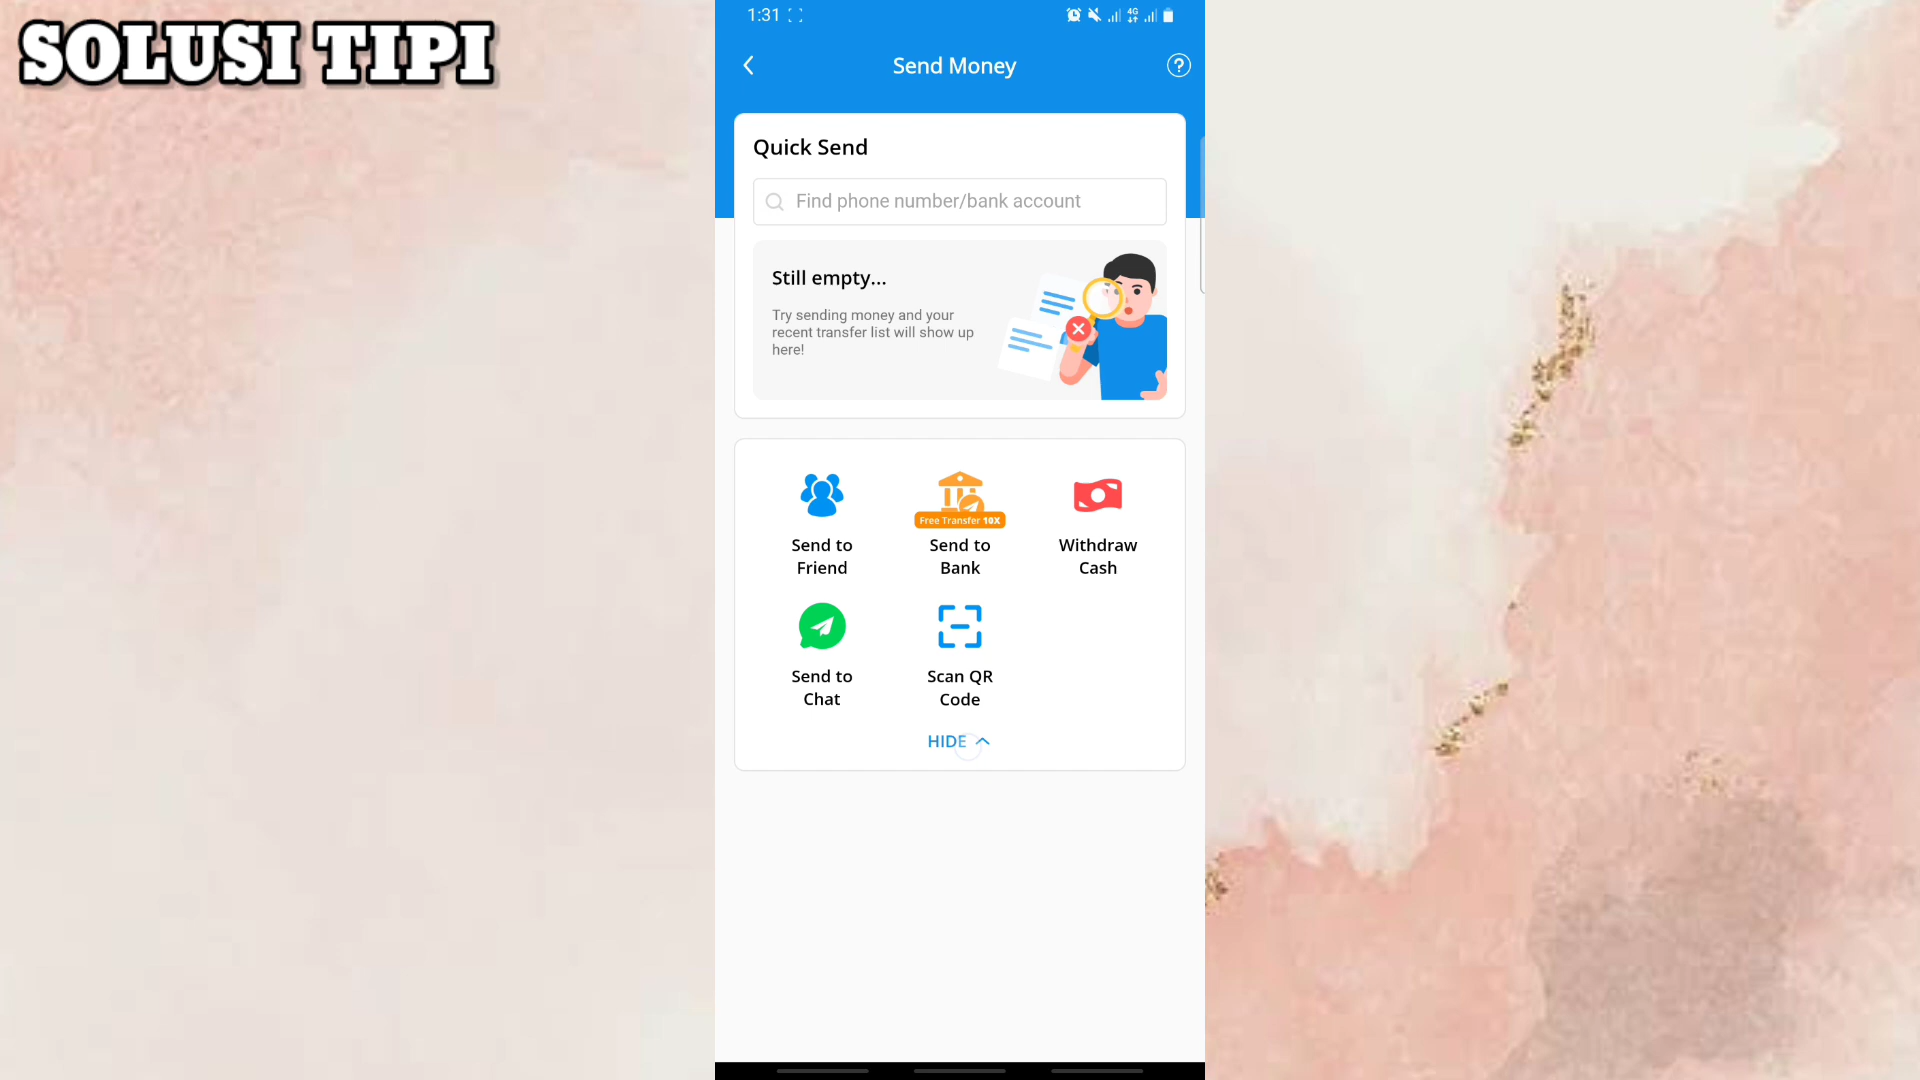 SOLUSI TIPI
1:31
4G
Send Money
Quick Send
Find phone number/bank account
Still empty...
Try sending money and your
recent transfer list will show up
here!
Free Transfer 10X
Send to
Friend
Send to
Bank
Withdraw
Cash
Send to
Chat
Scan QR
Code
HIDE